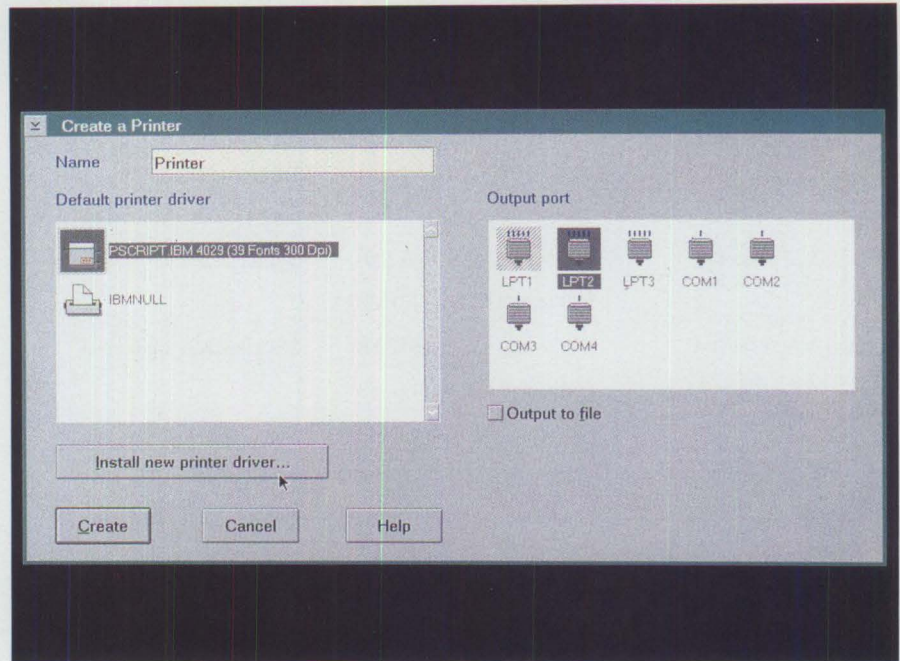 Create a Printer
Name Printer
Default printer driver
PSCRIPT.IBM 4029 (39 Fonts 300 Dpi)
IBMNULL
Install new printer driver...
Create Cancel Help
Output port
LPT1 LPT2 LPT3 COM1 COM2
COM3 COM4
Output to file